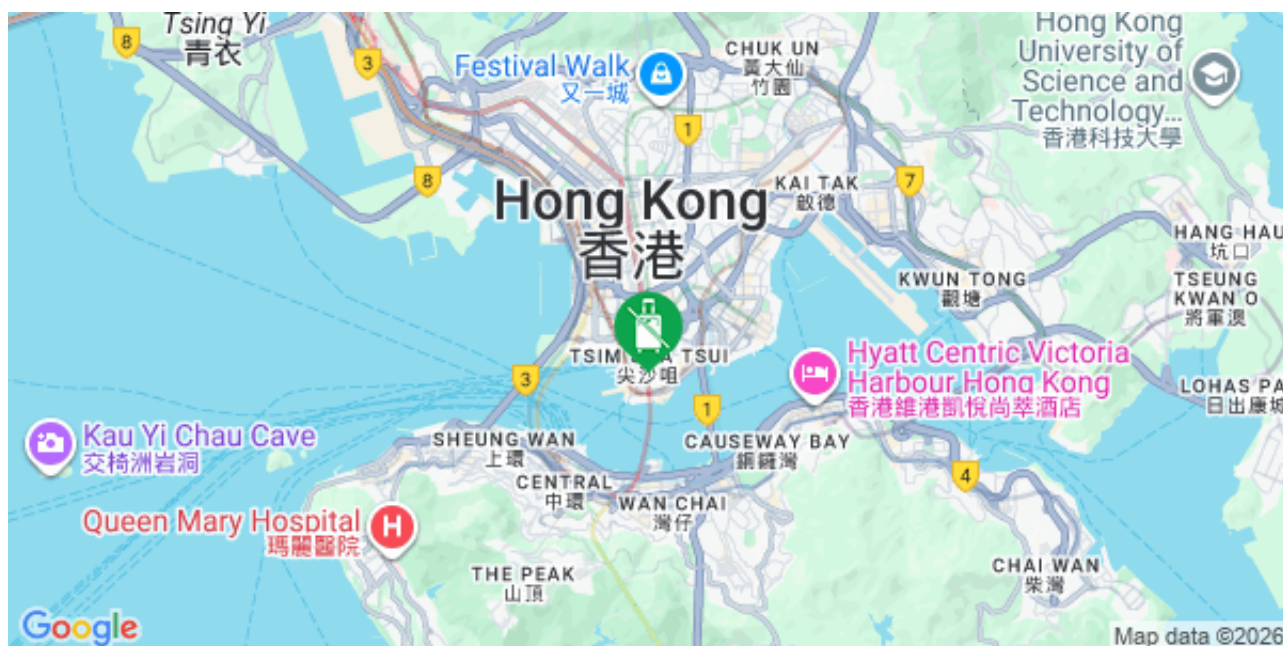 Tsing Yi
青衣
8
3
Festival Walk
又一城
CHUK UN
黃大仙
竹園
Hong Kong
University of
Science and
Technology...
香港科技大學
1
8
7
KAI TAK
啟德
Hong Kong
香港
HANG HAU
坑口
KWUN TONG
觀塘
TSEUNG
KWAN O
將軍澳
TSIM TSUI
尖沙咀
3
1
Hyatt Centric Victoria
Harbour Hong Kong
香港維港凱悅尚萃酒店
LOHAS PA
日出康城
Kau Yi Chau Cave
交椅洲岩洞
SHEUNG WAN
上環
CAUSEWAY BAY
銅鑼灣
4
CENTRAL
中環
WAN CHAI
灣仔
Queen Mary Hospital
瑪麗醫院
H
THE PEAK
山頂
CHAI WAN
柴灣
Google
Map data ©2026